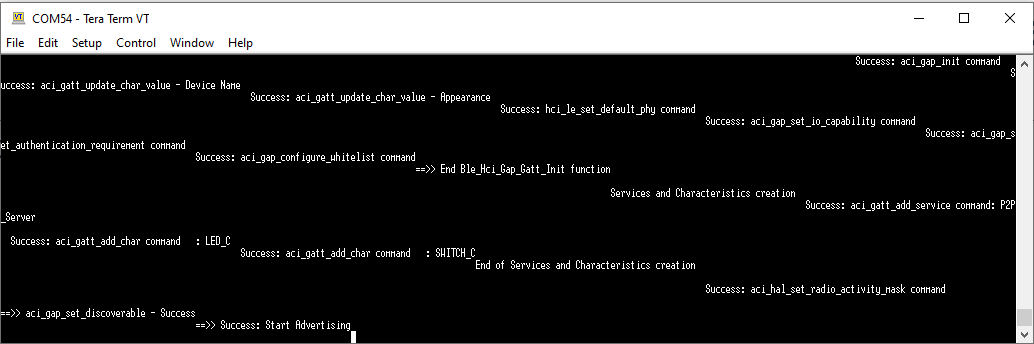 COM54 - Tera Term VT
File Edit Setup Control Window Help
Success: aci_gap_init command
S
uccess: aci_gatt_update_char_value - Device Name
Success: aci_gatt_update_char_value - Appearance
Success: hci_le_set_default_phy command
Success: aci_gap_set_io_capability command
Success: aci_gap_s
et_authentication_requirement command
Success: aci_gap_configure_whitelist command
==>> End Ble_Hci_Gap_Gatt_Init function
Services and Characteristics creation
Success: aci_gatt_add_service command: P2P
_Server
Success: aci_gatt_add_char command : LED_C
Success: aci_gatt_add_char command : SWITCH_C
End of Services and Characteristics creation
Success: aci_hal_set_radio_activity_mask command
==>> aci_gap_set_discoverable - Success
==>> Success: Start Advertising